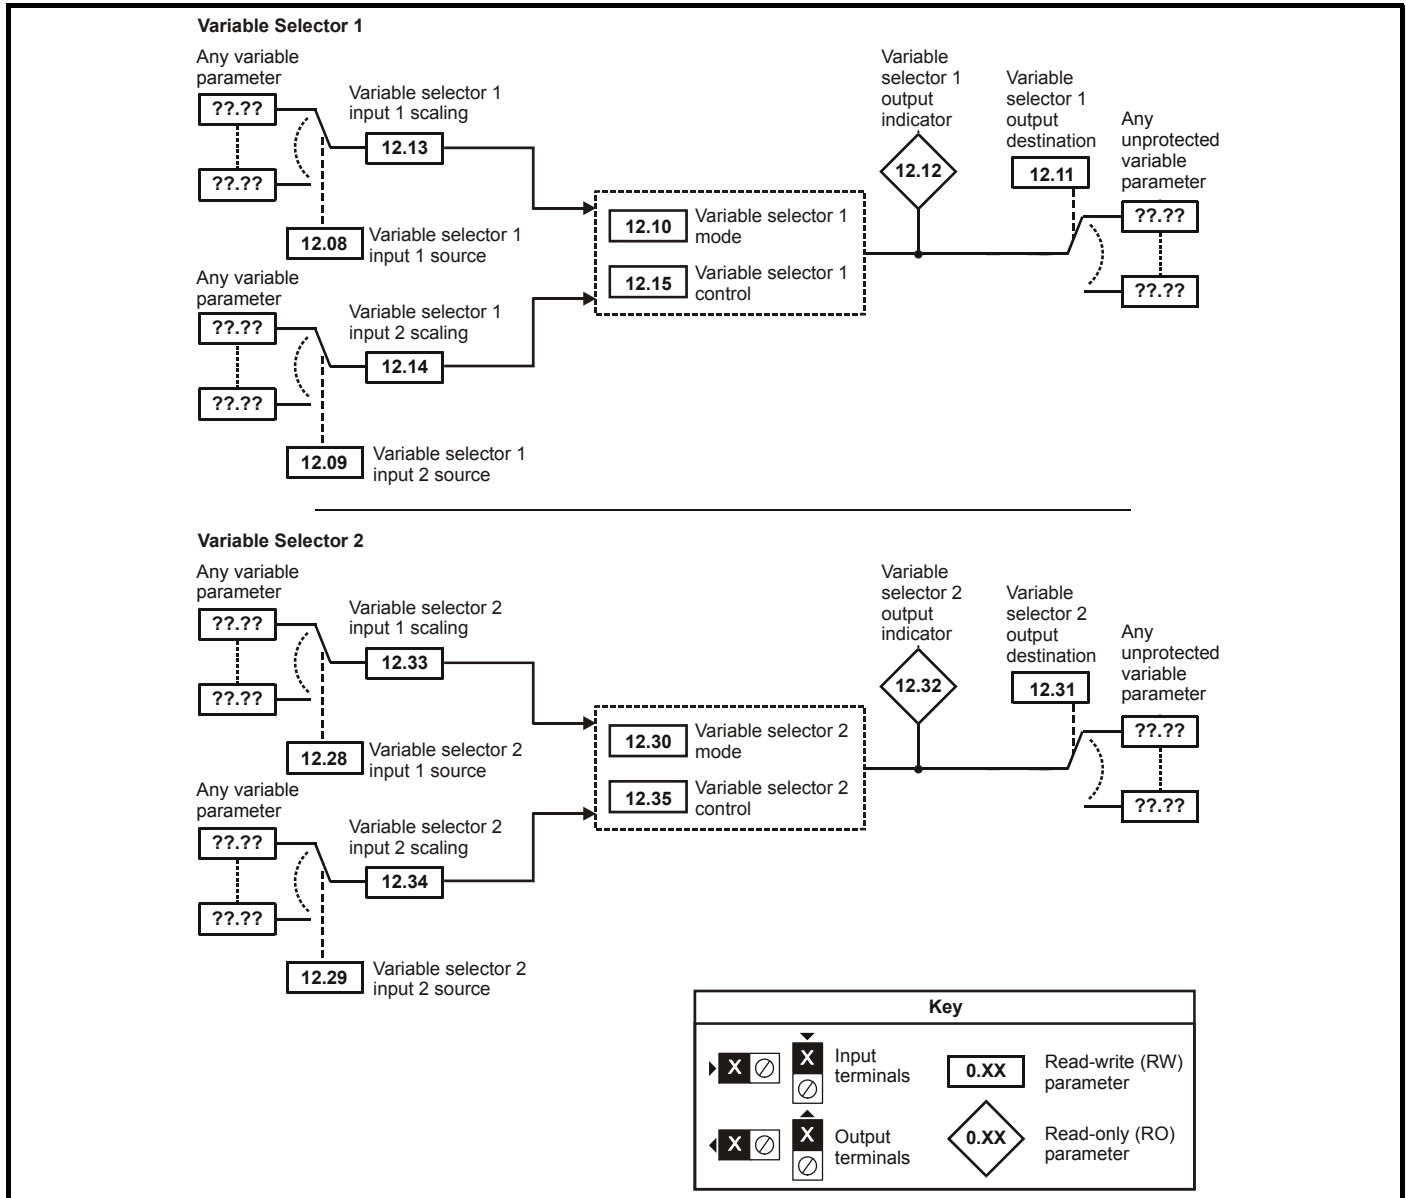 Variable Selector 1
Any variable
parameter
??.??
??.??
Variable selector 1
input 1 scaling
12.13
12.08
Variable selector 1
input 1 source
Any variable
parameter
??.??
??.??
Variable selector 1
input 2 scaling
12.14
12.09
Variable selector 1
input 2 source
12.10
Variable selector 1
mode
12.15
Variable selector 1
control
Variable
selector 1
output
indicator
12.12
Variable
selector 1
output
destination
12.11
Any
unprotected
variable
parameter
??.??
??.??
Variable Selector 2
Any variable
parameter
??.??
??.??
Variable selector 2
input 1 scaling
12.33
12.28
Variable selector 2
input 1 source
Any variable
parameter
??.??
??.??
Variable selector 2
input 2 scaling
12.34
12.29
Variable selector 2
input 2 source
12.30
Variable selector 2
mode
12.35
Variable selector 2
control
Variable
selector 2
output
indicator
12.32
Variable
selector 2
output
destination
12.31
Any
unprotected
variable
parameter
??.??
??.??
Key
X
X
Input
terminals
0.XX
Read-write (RW)
parameter
X
X
Output
terminals
0.XX
Read-only (RO)
parameter